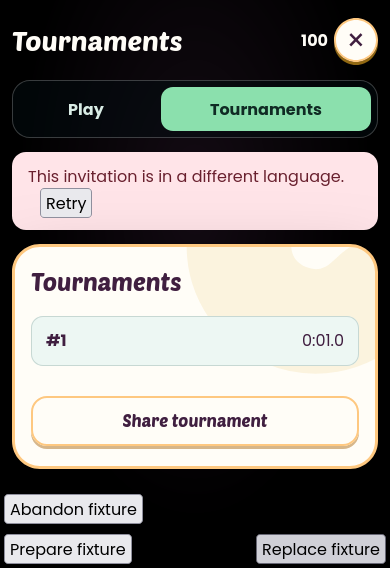 Tournaments
100 ×
Play Tournaments
This invitation is in a different language.
Retry
Tournaments
#1 0:01.0
Share tournament
Abandon fixture
Prepare fixture Replace fixture